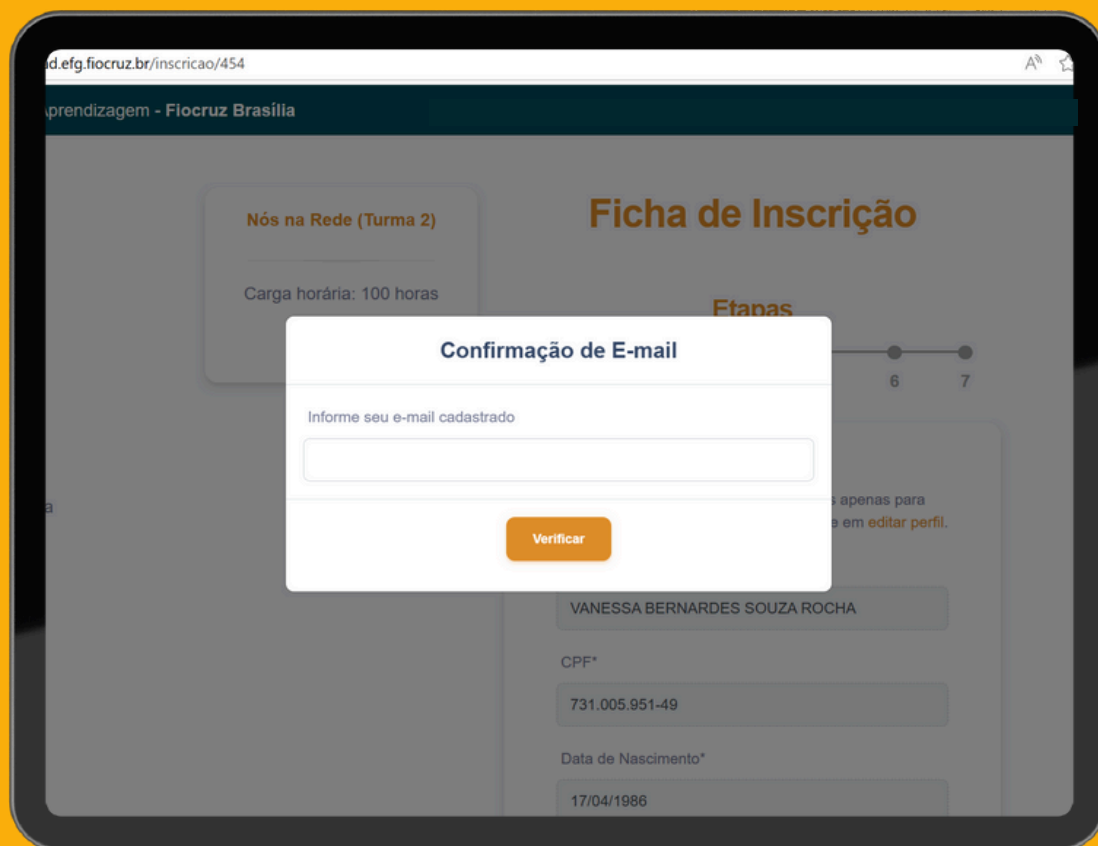 d.efg.fiocruz.br/inscricao/454
Aprendizagem - Fiocruz Brasília
Nós na Rede (Turma 2)
Carga horária: 100 horas
Ficha de Inscrição
Etapas
6 7
Confirmação de E-mail
Informe seu e-mail cadastrado
Verificar
a
s apenas para
e em editar perfil.
VANESSA BERNARDES SOUZA ROCHA
CPF*
731.005.951-49
Data de Nascimento*
17/04/1986